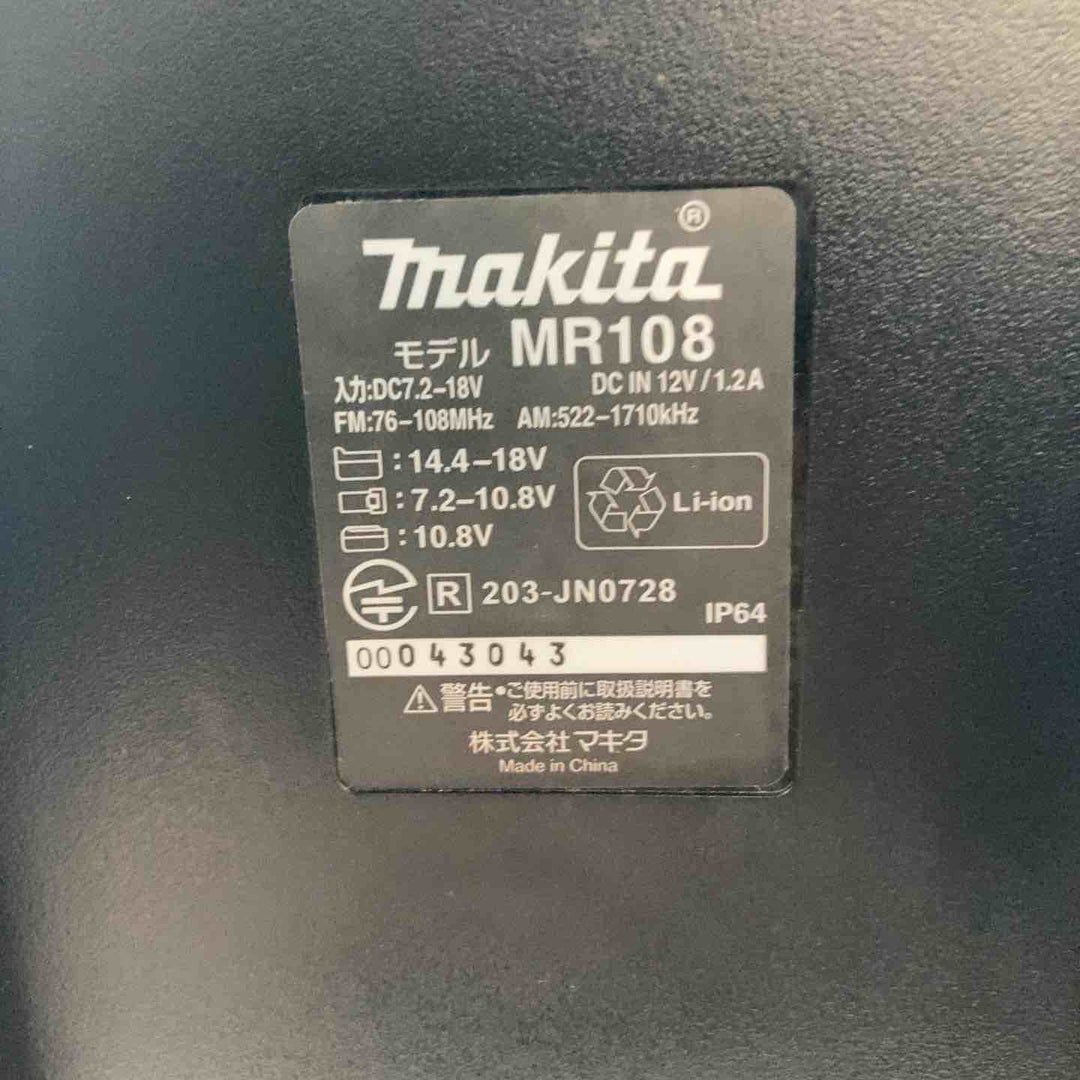 makita®
モデル MR108
入力:DC7.2-18V DC IN 12V/1.2A
FM:76-108MHz AM:522-1710kHz
:14.4-18V
:7.2-10.8V
:10.8V
Li-ion
R 203-JN0728
IP64
00043043
警告・ご使用前に取扱説明書を
必ずよくお読みください。
株式会社マキタ
Made in China